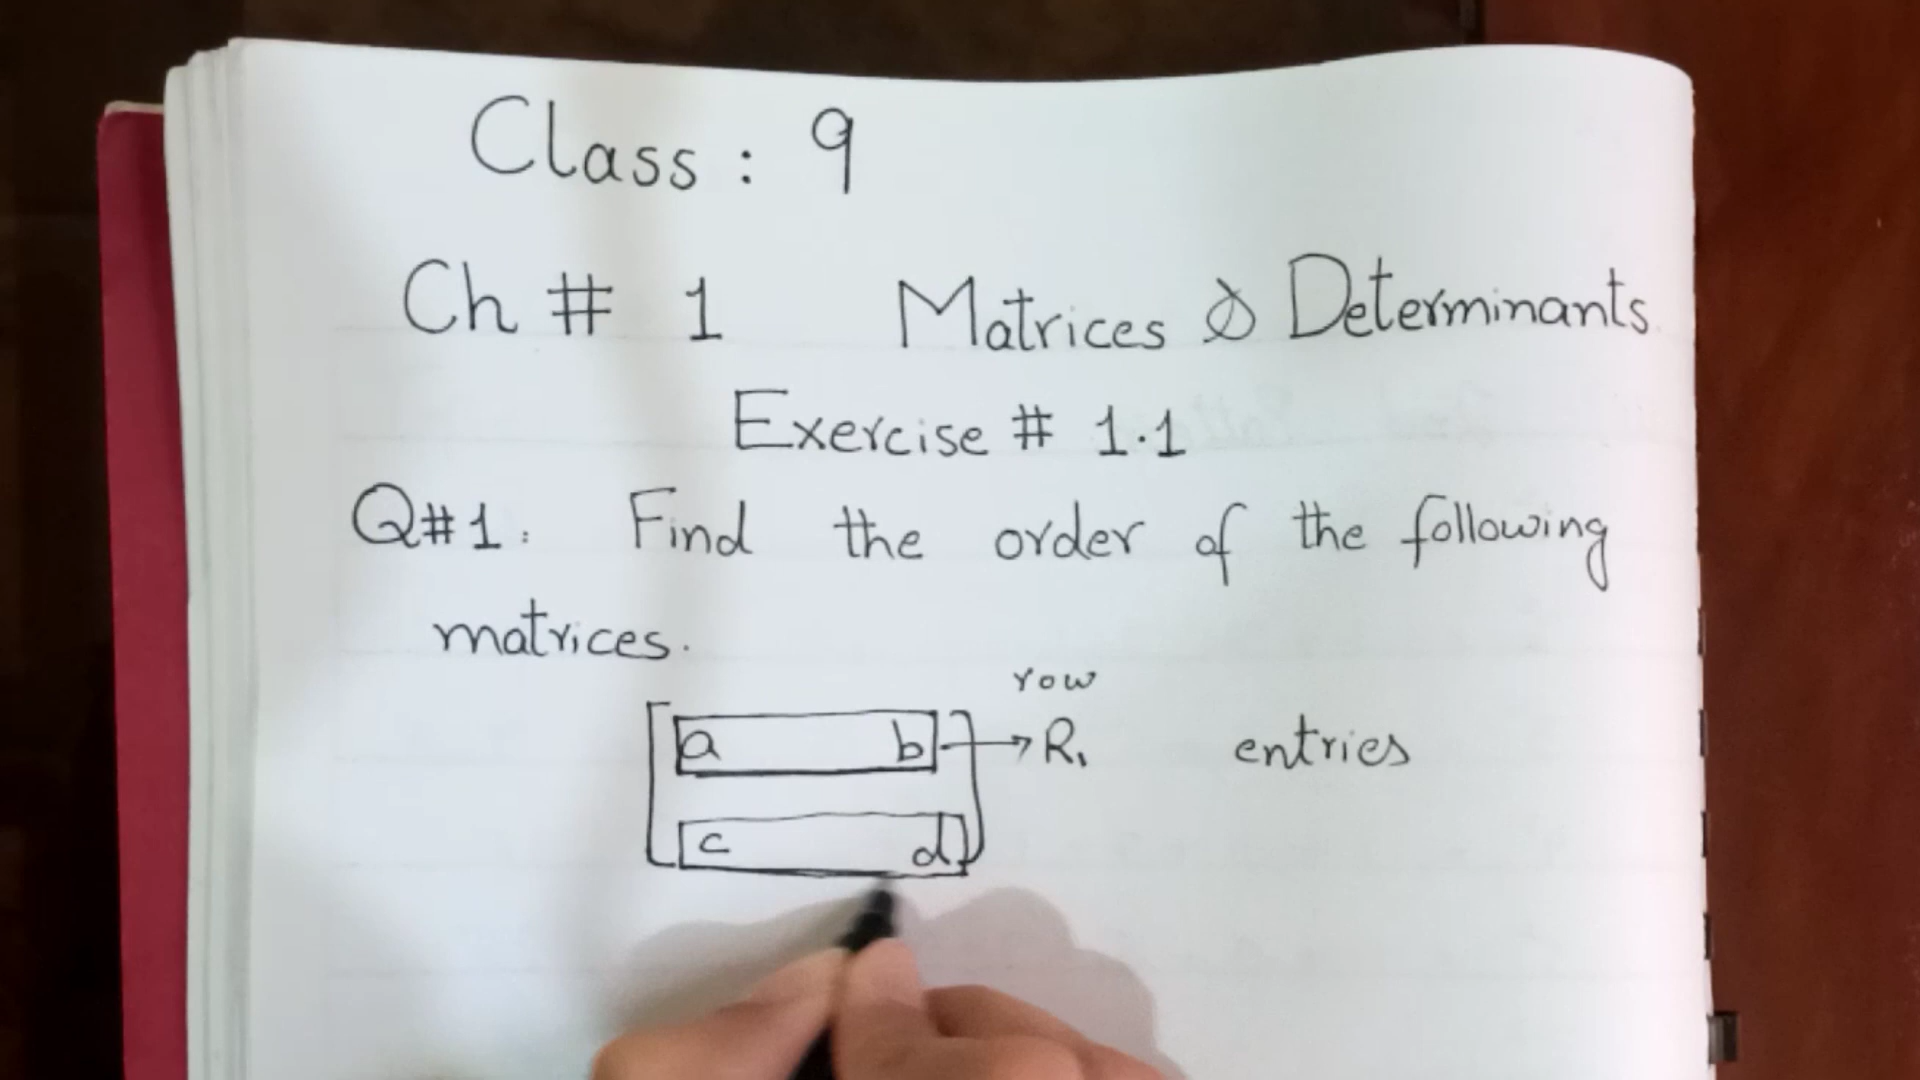 Class : 9
Ch # 1 Matrices & Determinants
Exercise # 1.1
Q#1: Find the order of the following
matrices.
row
a b → R₁ entries
c d